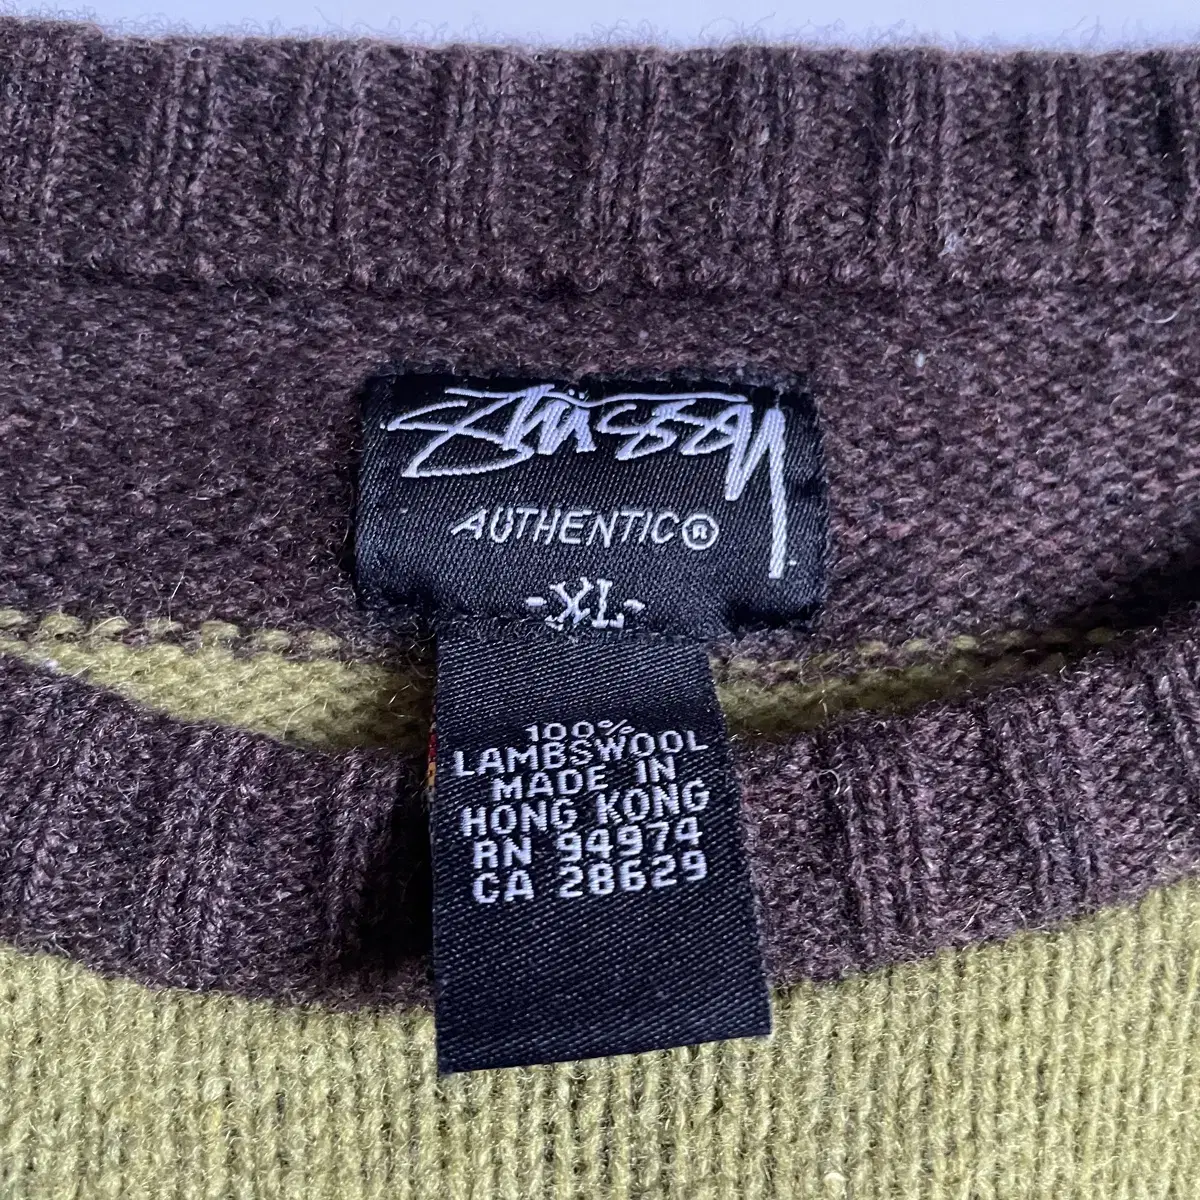 Stüssy
AUTHENTIC®
-XL-
100%
LAMBSWOOL
MADE IN
HONG KONG
RN 94974
CA 28629